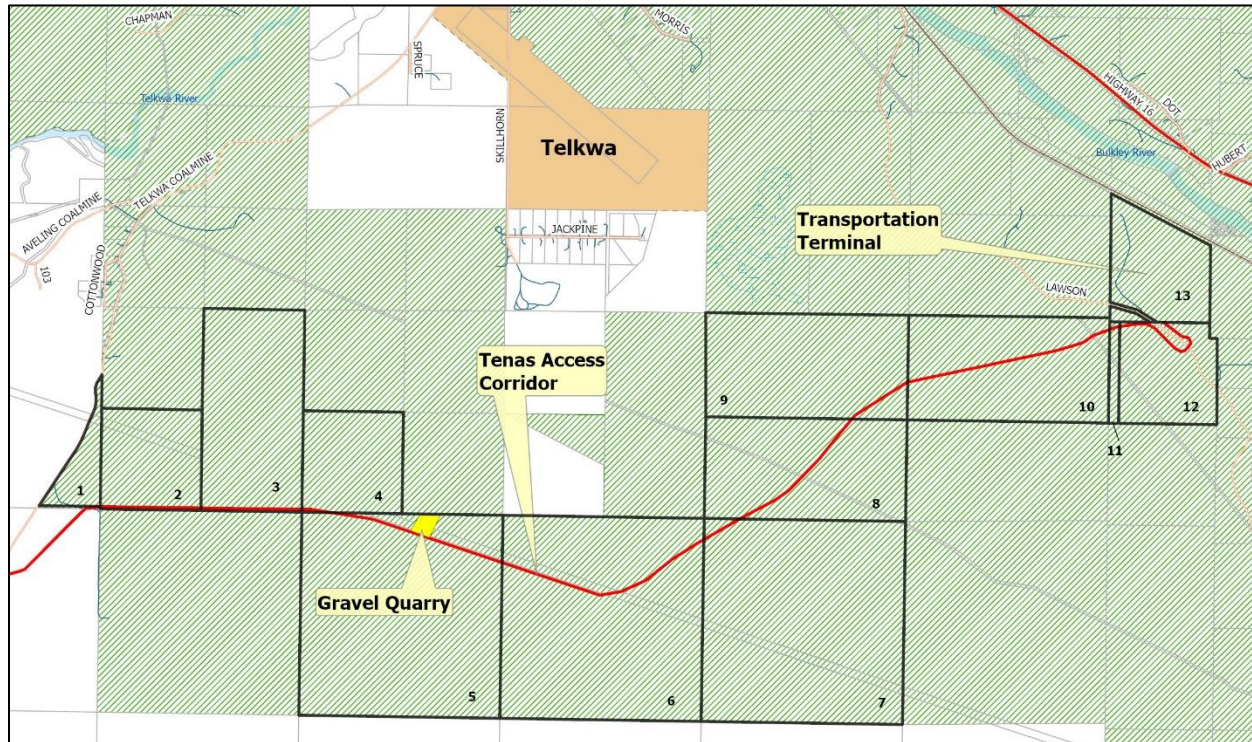 CHAPMAN
MORRIS
SPRUCE
Telkwa River
HIGHWAY 16
DOT
SKILLHORN
Telkwa
Bulkley River
HUBERT
TELKWA COALMINE
AVELING COALMINE
JACKPINE
Transportation
Terminal
103
COTTONWOOD
LAWSON
13
Tenas Access
Corridor
9
10
12
11
1
2
3
4
8
Gravel Quarry
5
6
7